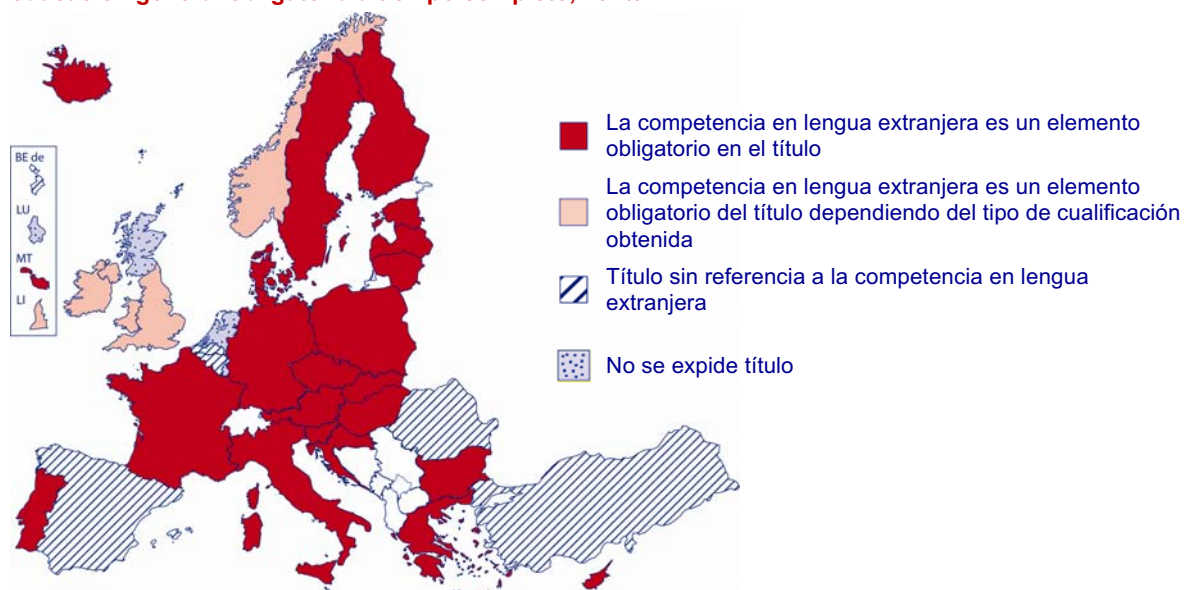 BE de
LU
MT
LI
La competencia en lengua extranjera es un elemento
obligatorio en el título
La competencia en lengua extranjera es un elemento
obligatorio del título dependiendo del tipo de cualificación
obtenida
Título sin referencia a la competencia en lengua
extranjera
No se expide título